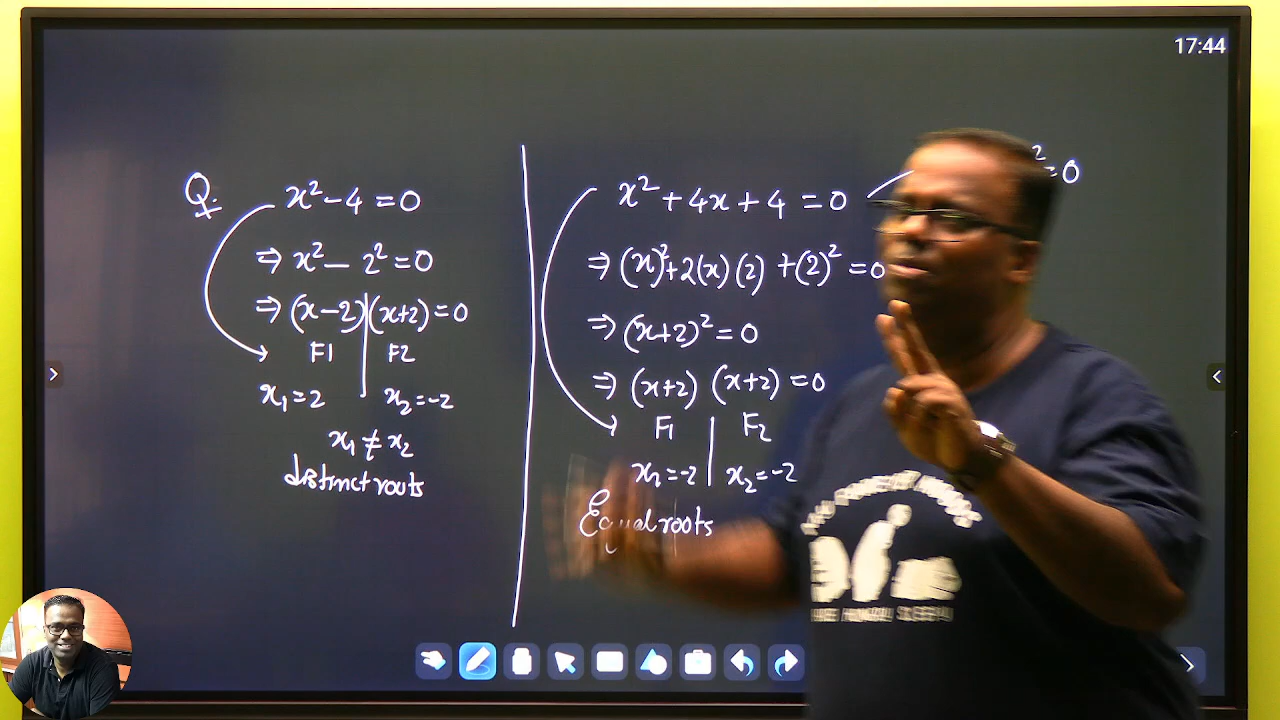 17:44
Q:
x²-4=0
⇒ x²-2²=0
⇒ (x-2)(x+2)=0
F1 F2
x₁=2 x₂=-2
x₁≠x₂
distinct roots
x²+4x+4=0
⇒ (x)²+2(x)(2)+(2)²=0
⇒ (x+2)²=0
⇒ (x+2)(x+2)=0
F1 F2
x₁=-2 x₂=-2
Equal roots
²=0